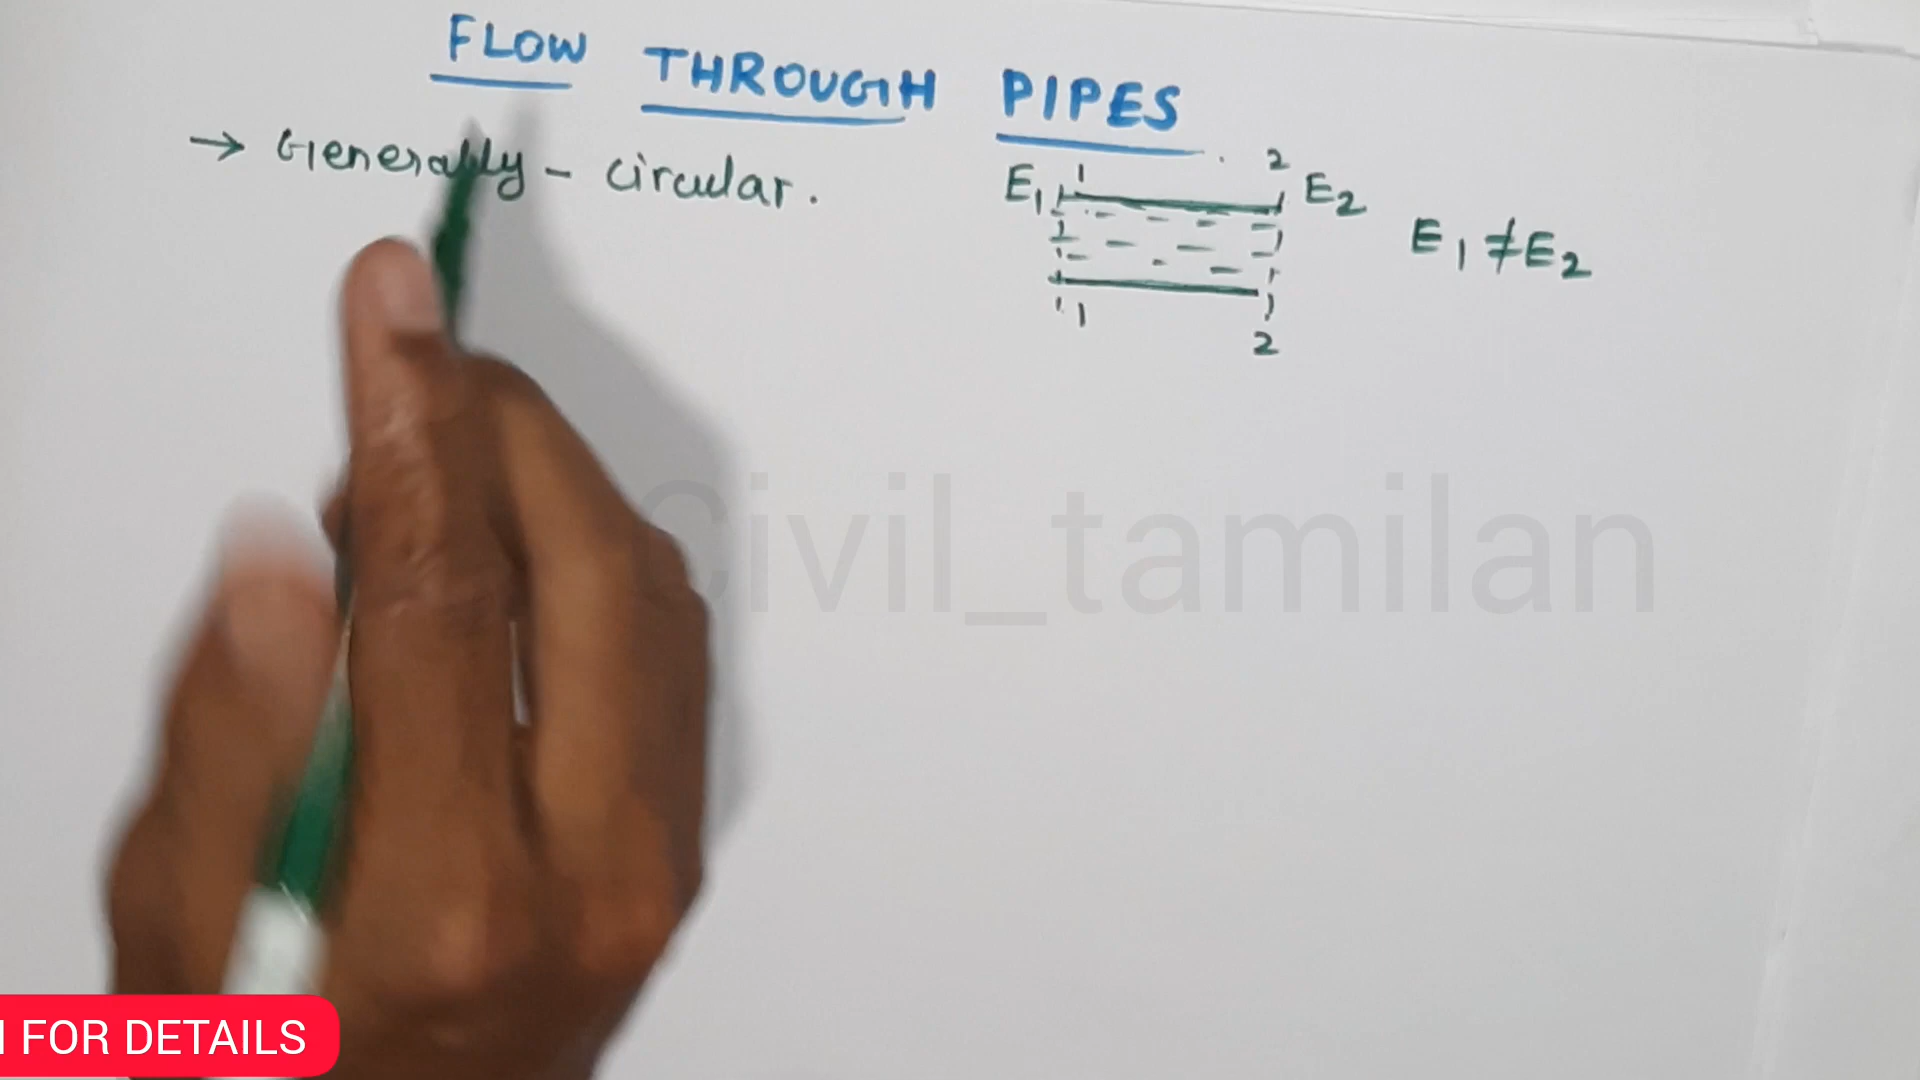 FLOW THROUGH PIPES
→ Generally - circular.
1 2
E1 E2
E1 ≠ E2
1 2
Civil_tamilan
FOR DETAILS